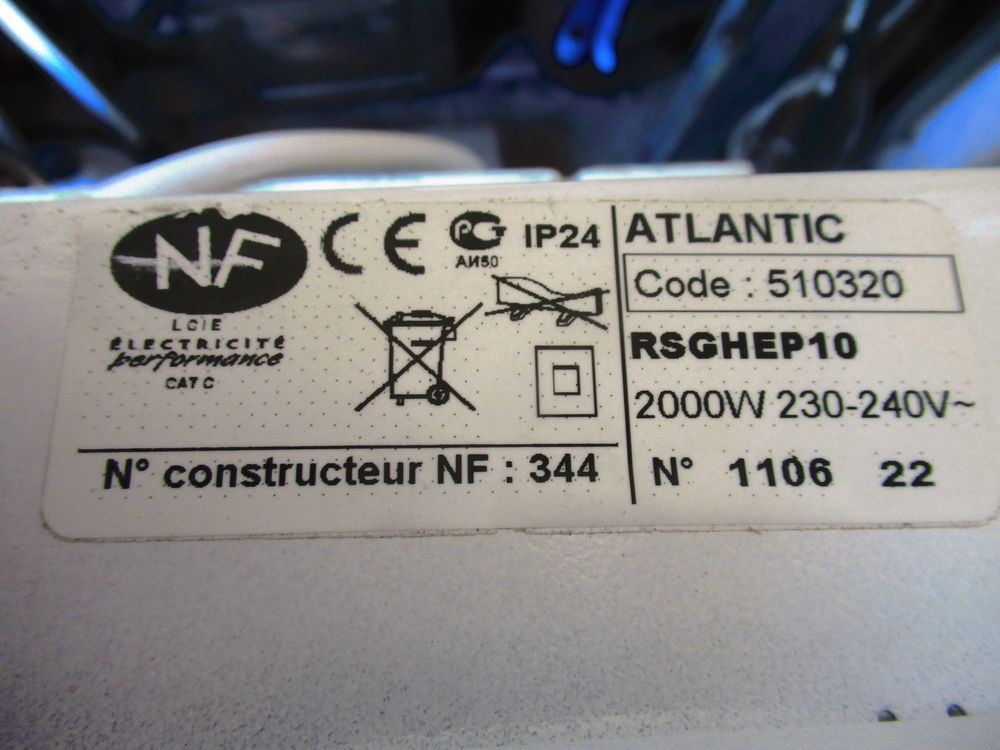 NF
LCIE
ÉLECTRICITÉ
performance
CAT C
CE
РСТ
АИ50
IP24
N° constructeur NF : 344
ATLANTIC
Code : 510320
RSGHEP10
2000W 230-240V~
N° 1106 22